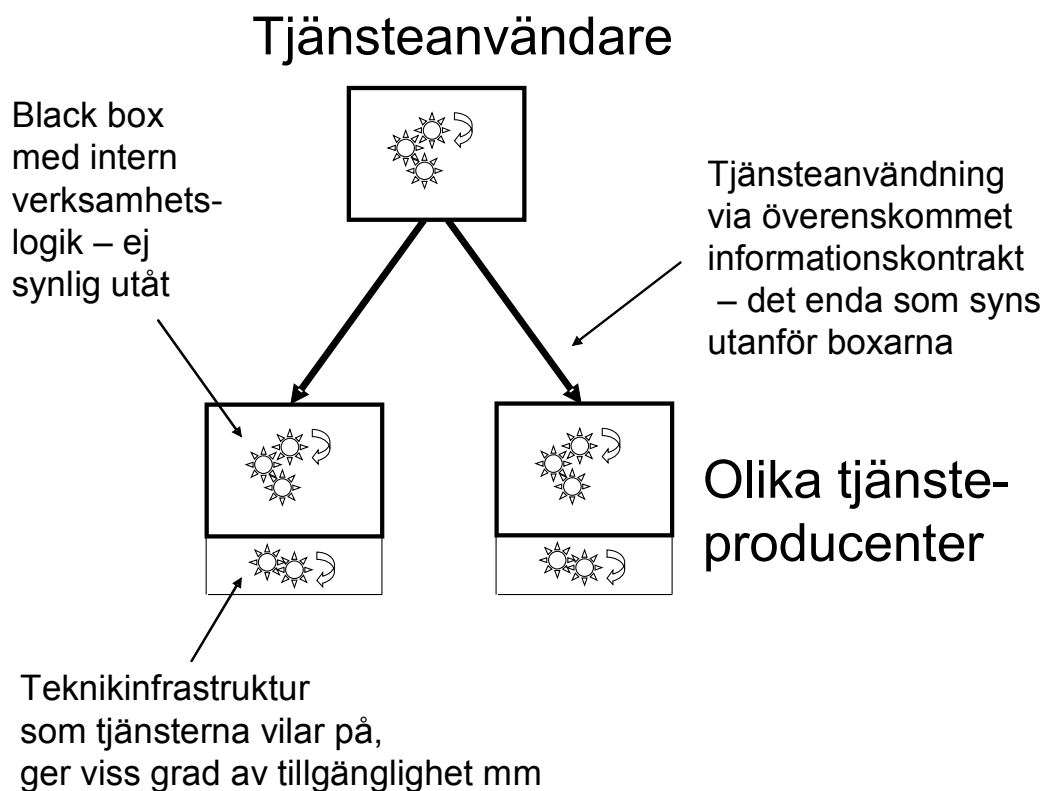 Tjänsteanvändare
Black box
med intern
verksamhets-
logik – ej
synlig utåt
Tjänsteanvändning
via överenskommet
informationskontrakt
– det enda som syns
utanför boxarna
Olika tjänste-
producenter
Teknikinfrastruktur
som tjänsterna vilar på,
ger viss grad av tillgänglighet mm